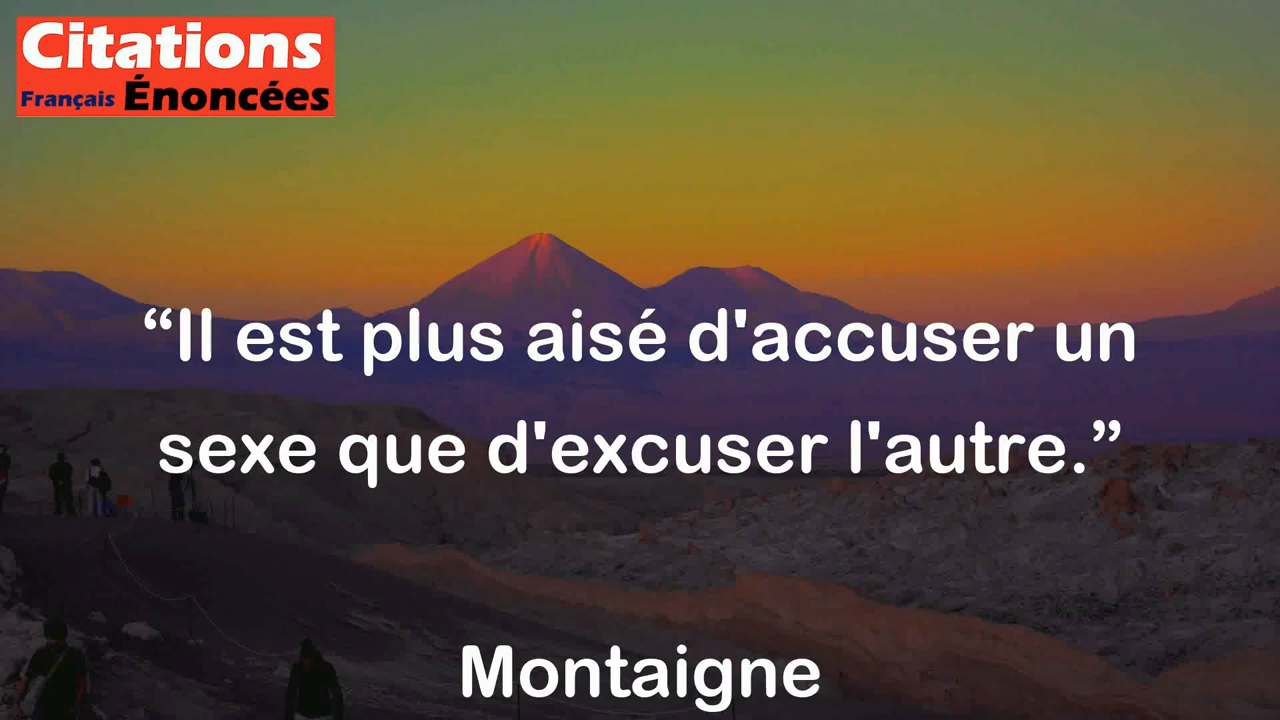 Citations
Français Énoncées
“Il est plus aisé d'accuser un
sexe que d'excuser l'autre.”
Montaigne